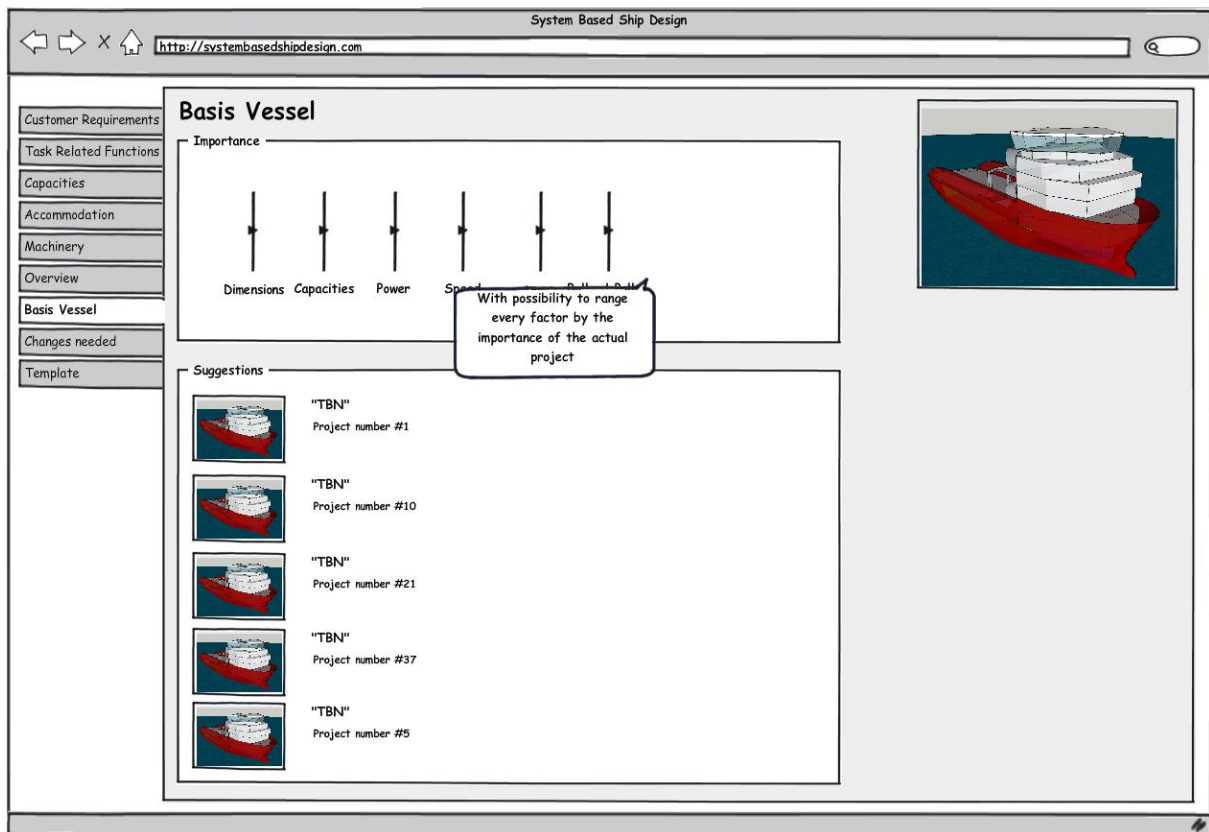 System Based Ship Design
http://systembasedshipdesign.com
Customer Requirements
Task Related Functions
Capacities
Accommodation
Machinery
Overview
Basis Vessel
Changes needed
Template
Basis Vessel
Importance
Dimensions Capacities Power
With possibility to range
every factor by the
importance of the actual
project
Suggestions
"TBN"
Project number #1
"TBN"
Project number #10
"TBN"
Project number #21
"TBN"
Project number #37
"TBN"
Project number #5